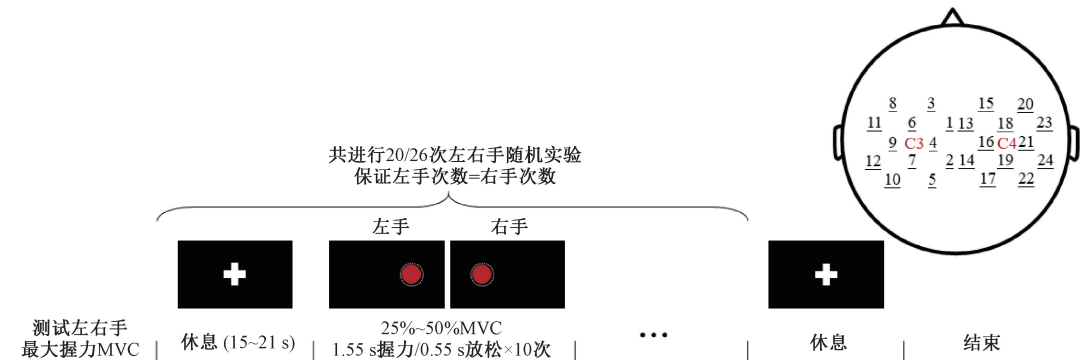 8 3 15 20
11 6 1 13 18 23
9 C3 4 16 C4 21
12 7 2 14 19 24
10 5 17 22
共进行20/26次左右手随机实验
保证左手次数=右手次数
左手 右手
测试左右手
最大握力MVC
休息 (15~21 s)
25%~50%MVC
1.55 s握力/0.55 s放松×10次
•••
休息
结束